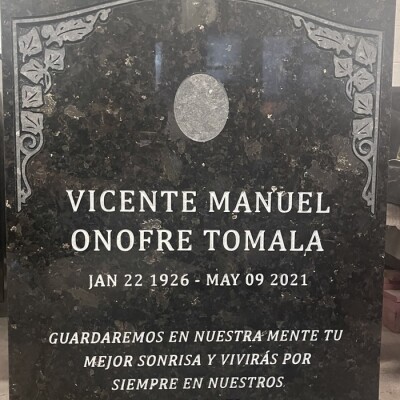 VICENTE MANUEL
ONOFRE TOMALA
JAN 22 1926 - MAY 09 2021
GUARDAREMOS EN NUESTRA MENTE TU
MEJOR SONRISA Y VIVIRÁS POR
SIEMPRE EN NUESTROS